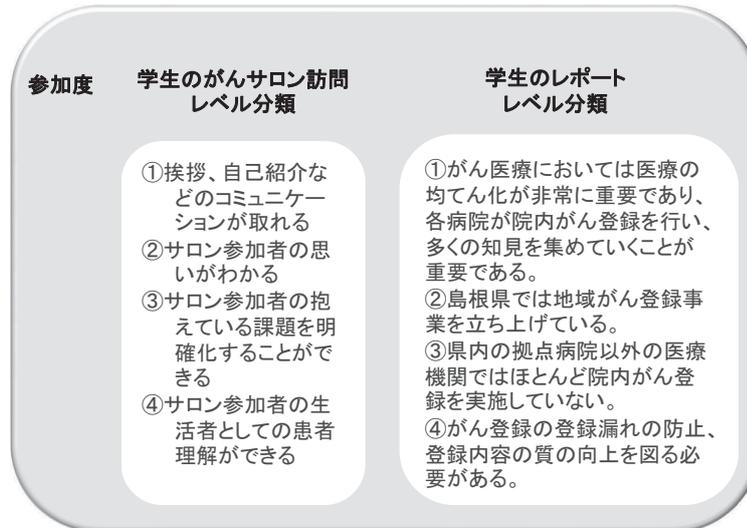 参加度
学生のがんサロン訪問
レベル分類
学生のレポート
レベル分類
①挨拶、自己紹介な
どのコミュニケー
ションが取れる
②サロン参加者の思
いがわかる
③サロン参加者の抱
えている課題を明
確化することがで
きる
④サロン参加者の生
活者としての患者
理解ができる
①がん医療においては医療の
均てん化が非常に重要であり、
各病院が院内がん登録を行い、
多くの知見を集めていくことが
重要である。
②島根県では地域がん登録事
業を立ち上げている。
③県内の拠点病院以外の医療
機関ではほとんど院内がん登
録を実施していない。
④がん登録の登録漏れの防止、
登録内容の質の向上を図る必
要がある。